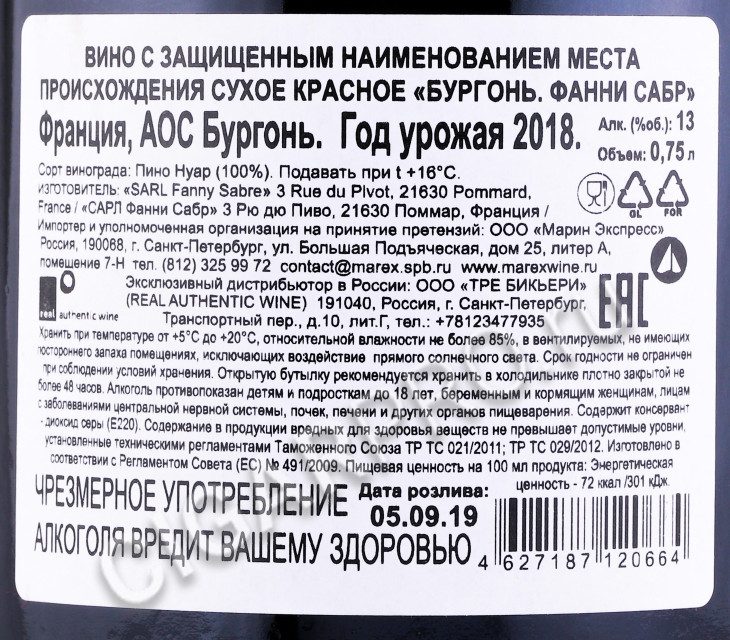 ВИНО С ЗАЩИЩЕННЫМ НАИМЕНОВАНИЕМ МЕСТА
ПРОИСХОЖДЕНИЯ СУХОЕ КРАСНОЕ «БУРГОНЬ. ФАННИ САБР»
Франция, АОС Бургонь. Год урожая 2018.
Алк. (%об.): 13
Объем: 0,75 л
Сорт винограда: Пино Нуар (100%). Подавать при t +16°С.
изготовитель: «SARL Fanny Sabre» 3 Rue du Plvot, 21630 Pommard,
France / «САРЛ Фанни Сабр» 3 Рю дю Пиво, 21630 Поммар, Франция /
Импортер и уполномоченная организация на принятие претензий: ООО «Марин Экспресс»
Россия, 190068, г. Санкт-Петербург, ул. Большая Подъяческая, дом 25, литер А,
помещение 7-Н тел. (812) 325 99 72 contact@marex.spb.ru www.marexwine.ru
GL
FOR
Эксклюзивный дистрибьютор в России: ООО «ТРЕ БИКЬЕРИ»
(REAL AUTHENTIC WINE) 191040, Россия, г. Санкт-Петербург,
Транспортный пер., д.10, лит.Г, тел.: +78123477935
real authentic wine
EAC
Хранить при температуре от +5°С до +20°С, относительной влажности не более 85%, в вентилируемых, не имеющих
постороннего запаха помещениях, исключающих воздействие прямого солнечного света. Срок годности не ограничен
при соблюдении условий хранения. Открытую бутылку рекомендуется хранить в холодильнике плотно закрытой не
более 48 часов. Алкоголь противопоказан детям и подросткам до 18 лет, беременным и кормящим женщинам, лицам
с заболеваниями центральной нервной системы, почек, печени и других органов пищеварения. Содержит консервант
- диоксид серы (Е220). Содержание в продукции вредных для здоровья веществ не превышает допустимые уровни,
установленные техническими регламентами Таможенного Союза ТР ТС 021/2011; ТР ТС 029/2012. Изготовлено в
соответствии с Регламентом Совета (ЕС) № 491/2009. Пищевая ценность на 100 мл продукта: Энергетическая
ценность - 72 ккал /301 кДж.
ЧРЕЗМЕРНОЕ УПОТРЕБЛЕНИЕ
АЛКОГОЛЯ ВРЕДИТ ВАШЕМУ ЗДОРОВЬЮ
Дата розлива:
05.09.19
4 627187 120664